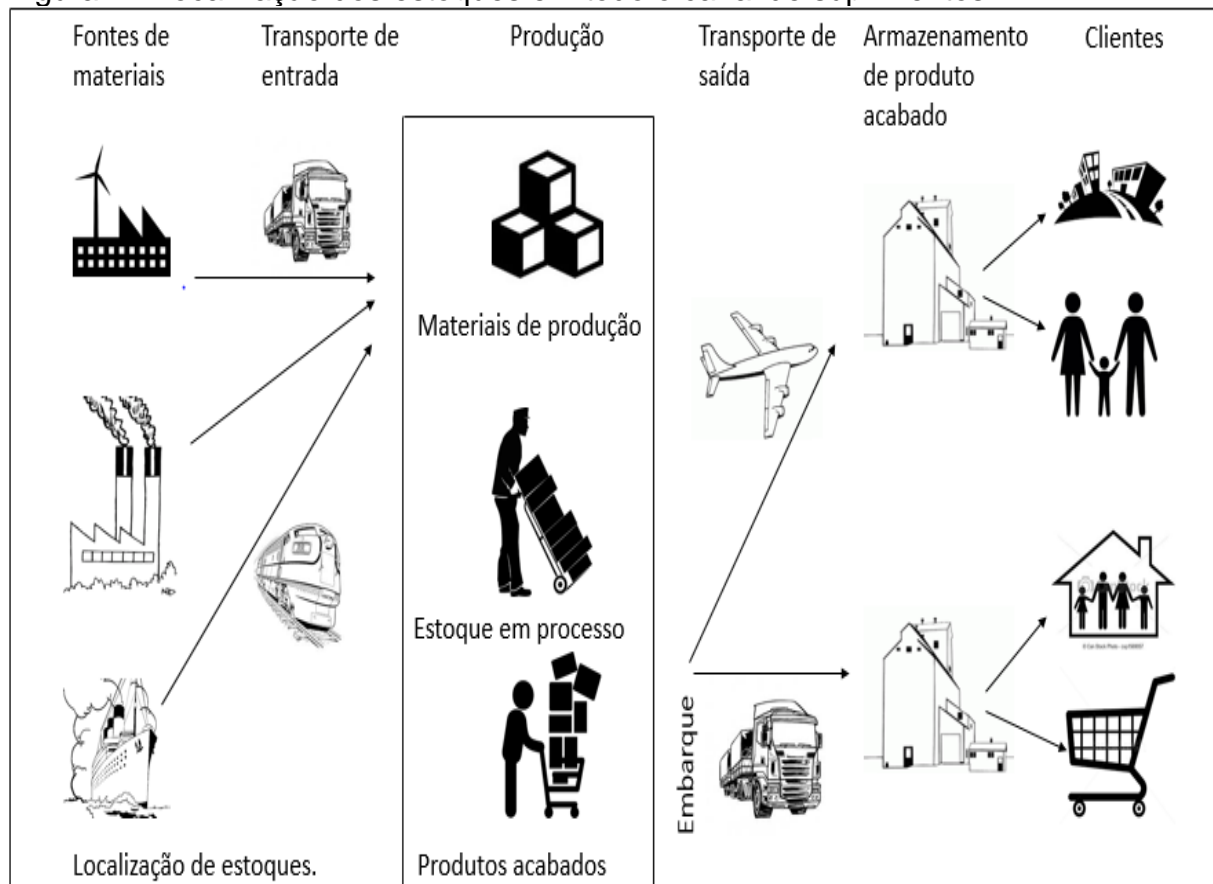 Fontes de
materiais
Transporte de
entrada
Produção
Transporte de
saída
Armazenamento
de produto
acabado
Clientes
Materiais de produção
Estoque em processo
Embarque
Localização de estoques.
Produtos acabados